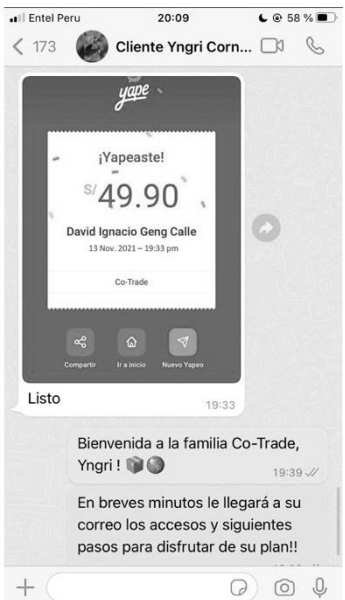 Entel Peru
20:09
58 %
173
Cliente Yngri Corn...
yape
¡Yapeaste!
S/ 49.90
David Ignacio Geng Calle
13 Nov. 2021 – 19:33 pm
Co-Trade
Compartir
Ir a inicio
Nuevo Yapeo
Listo
19:33
Bienvenida a la familia Co-Trade,
Yngri ! 📦🌍
19:39
En breves minutos le llegará a su
correo los accesos y siguientes
pasos para disfrutar de su plan!!